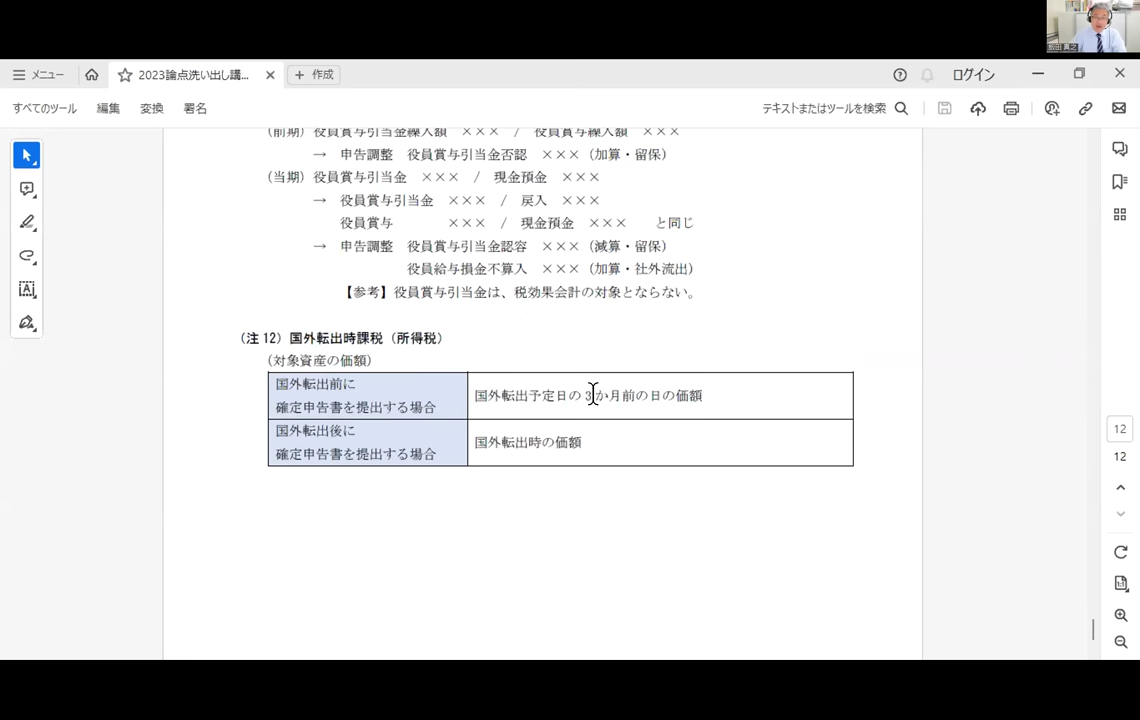 飯田 真之
メニュー
2023論点洗い出し講...
作成
ログイン
すべてのツール 編集 変換 署名
テキストまたはツールを検索
(前期) 役員賞与引当金繰入額 ××× / 役員賞与繰入額 ×××
→ 申告調整 役員賞与引当金否認 ××× (加算・留保)
(当期) 役員賞与引当金 ××× / 現金預金 ×××
→ 役員賞与引当金 ××× / 戻入 ×××
役員賞与 ××× / 現金預金 ××× と同じ
→ 申告調整 役員賞与引当金認容 ××× (減算・留保)
役員給与損金不算入 ××× (加算・社外流出)
【参考】役員賞与引当金は、税効果会計の対象とならない。
(注 12) 国外転出時課税 (所得税)
(対象資産の価額)
国外転出前に
確定申告書を提出する場合
国外転出予定日の 3か月前の日の価額
国外転出後に
確定申告書を提出する場合
国外転出時の価額
12
12